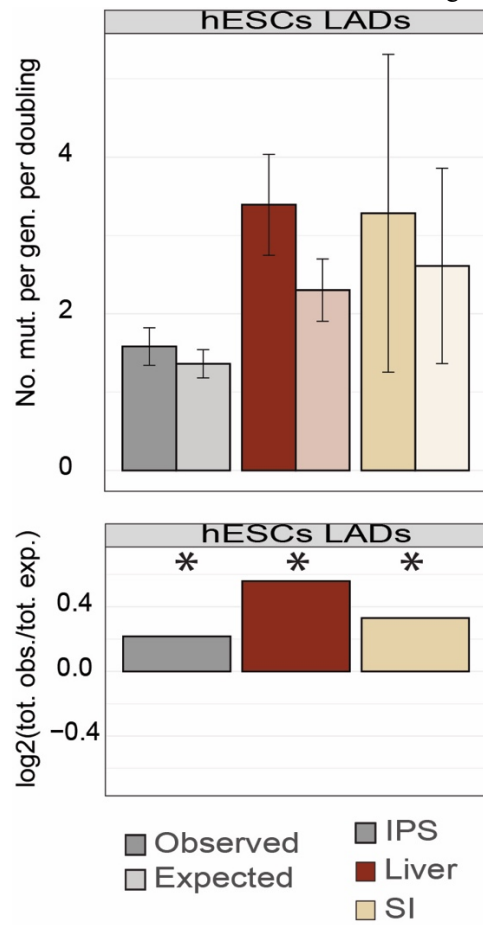 hESCs LADs
No. mut. per gen. per doubling
4
2
0
hESCs LADs
* * *
log2(tot. obs./tot. exp.)
0.4
0.0
−0.4
Observed
Expected
IPS
Liver
SI